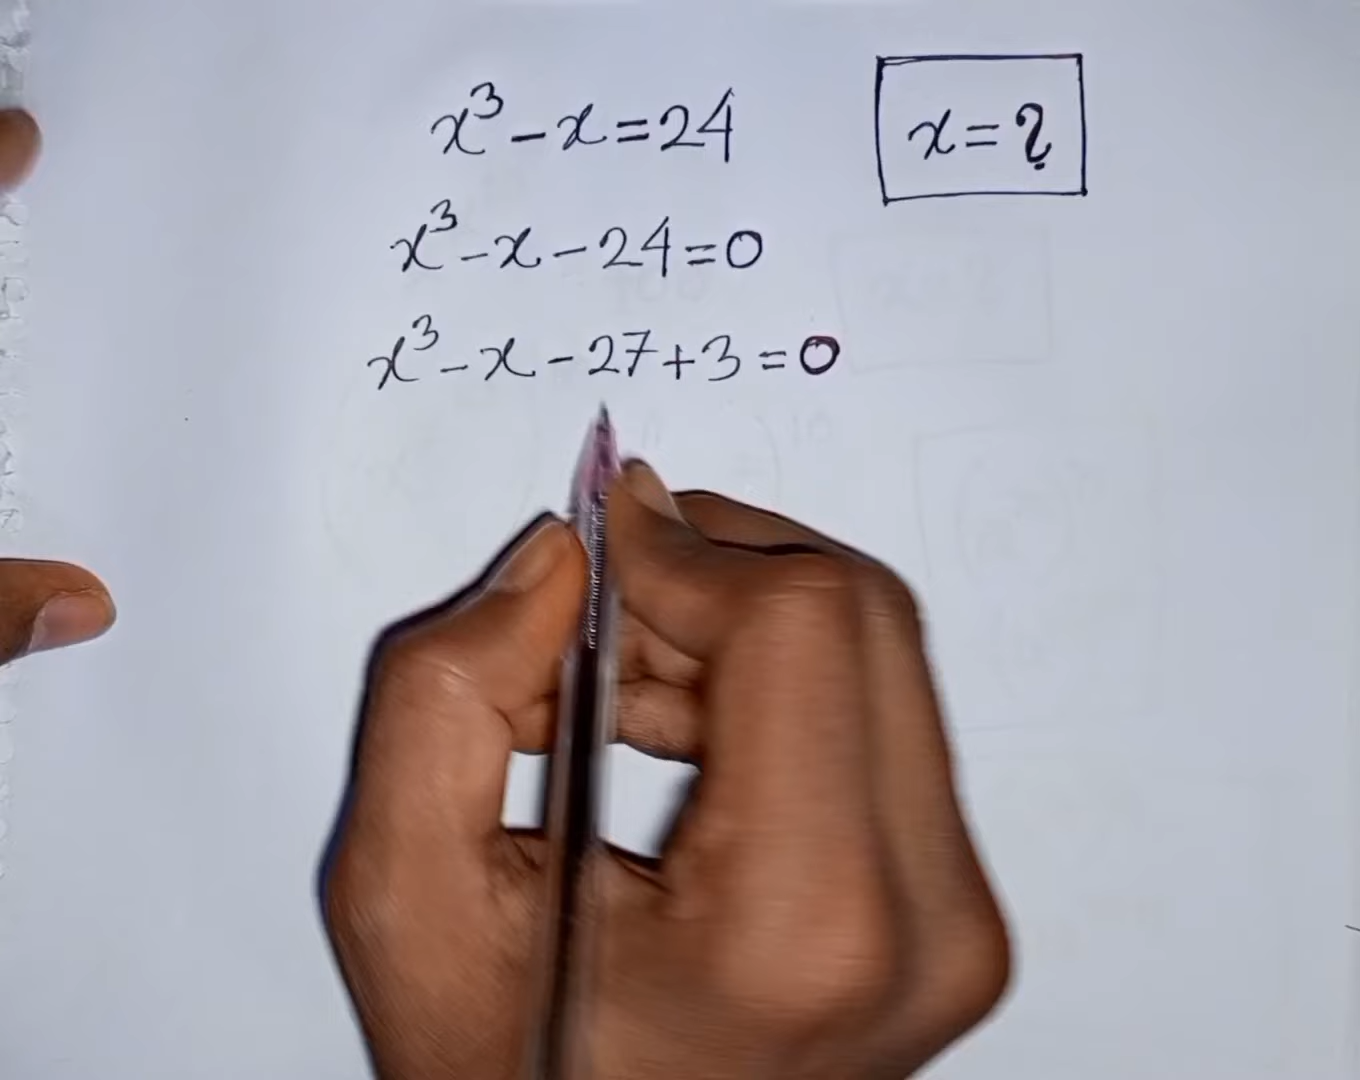 x³ - x = 24
x = ?
x³ - x - 24 = 0
x³ - x - 27 + 3 = 0